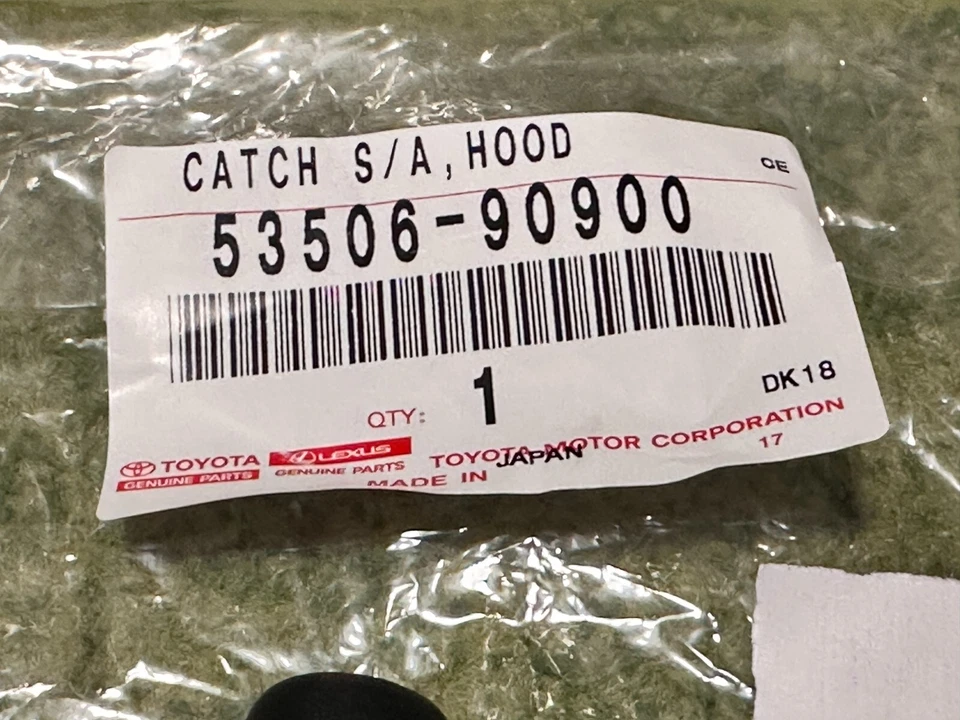 CATCH S/A,HOOD
OE
53506-90900
QTY: 1
DK18
TOYOTA GENUINE PARTS
LEXUS GENUINE PARTS
TOYOTA MOTOR CORPORATION
MADE IN JAPAN
17